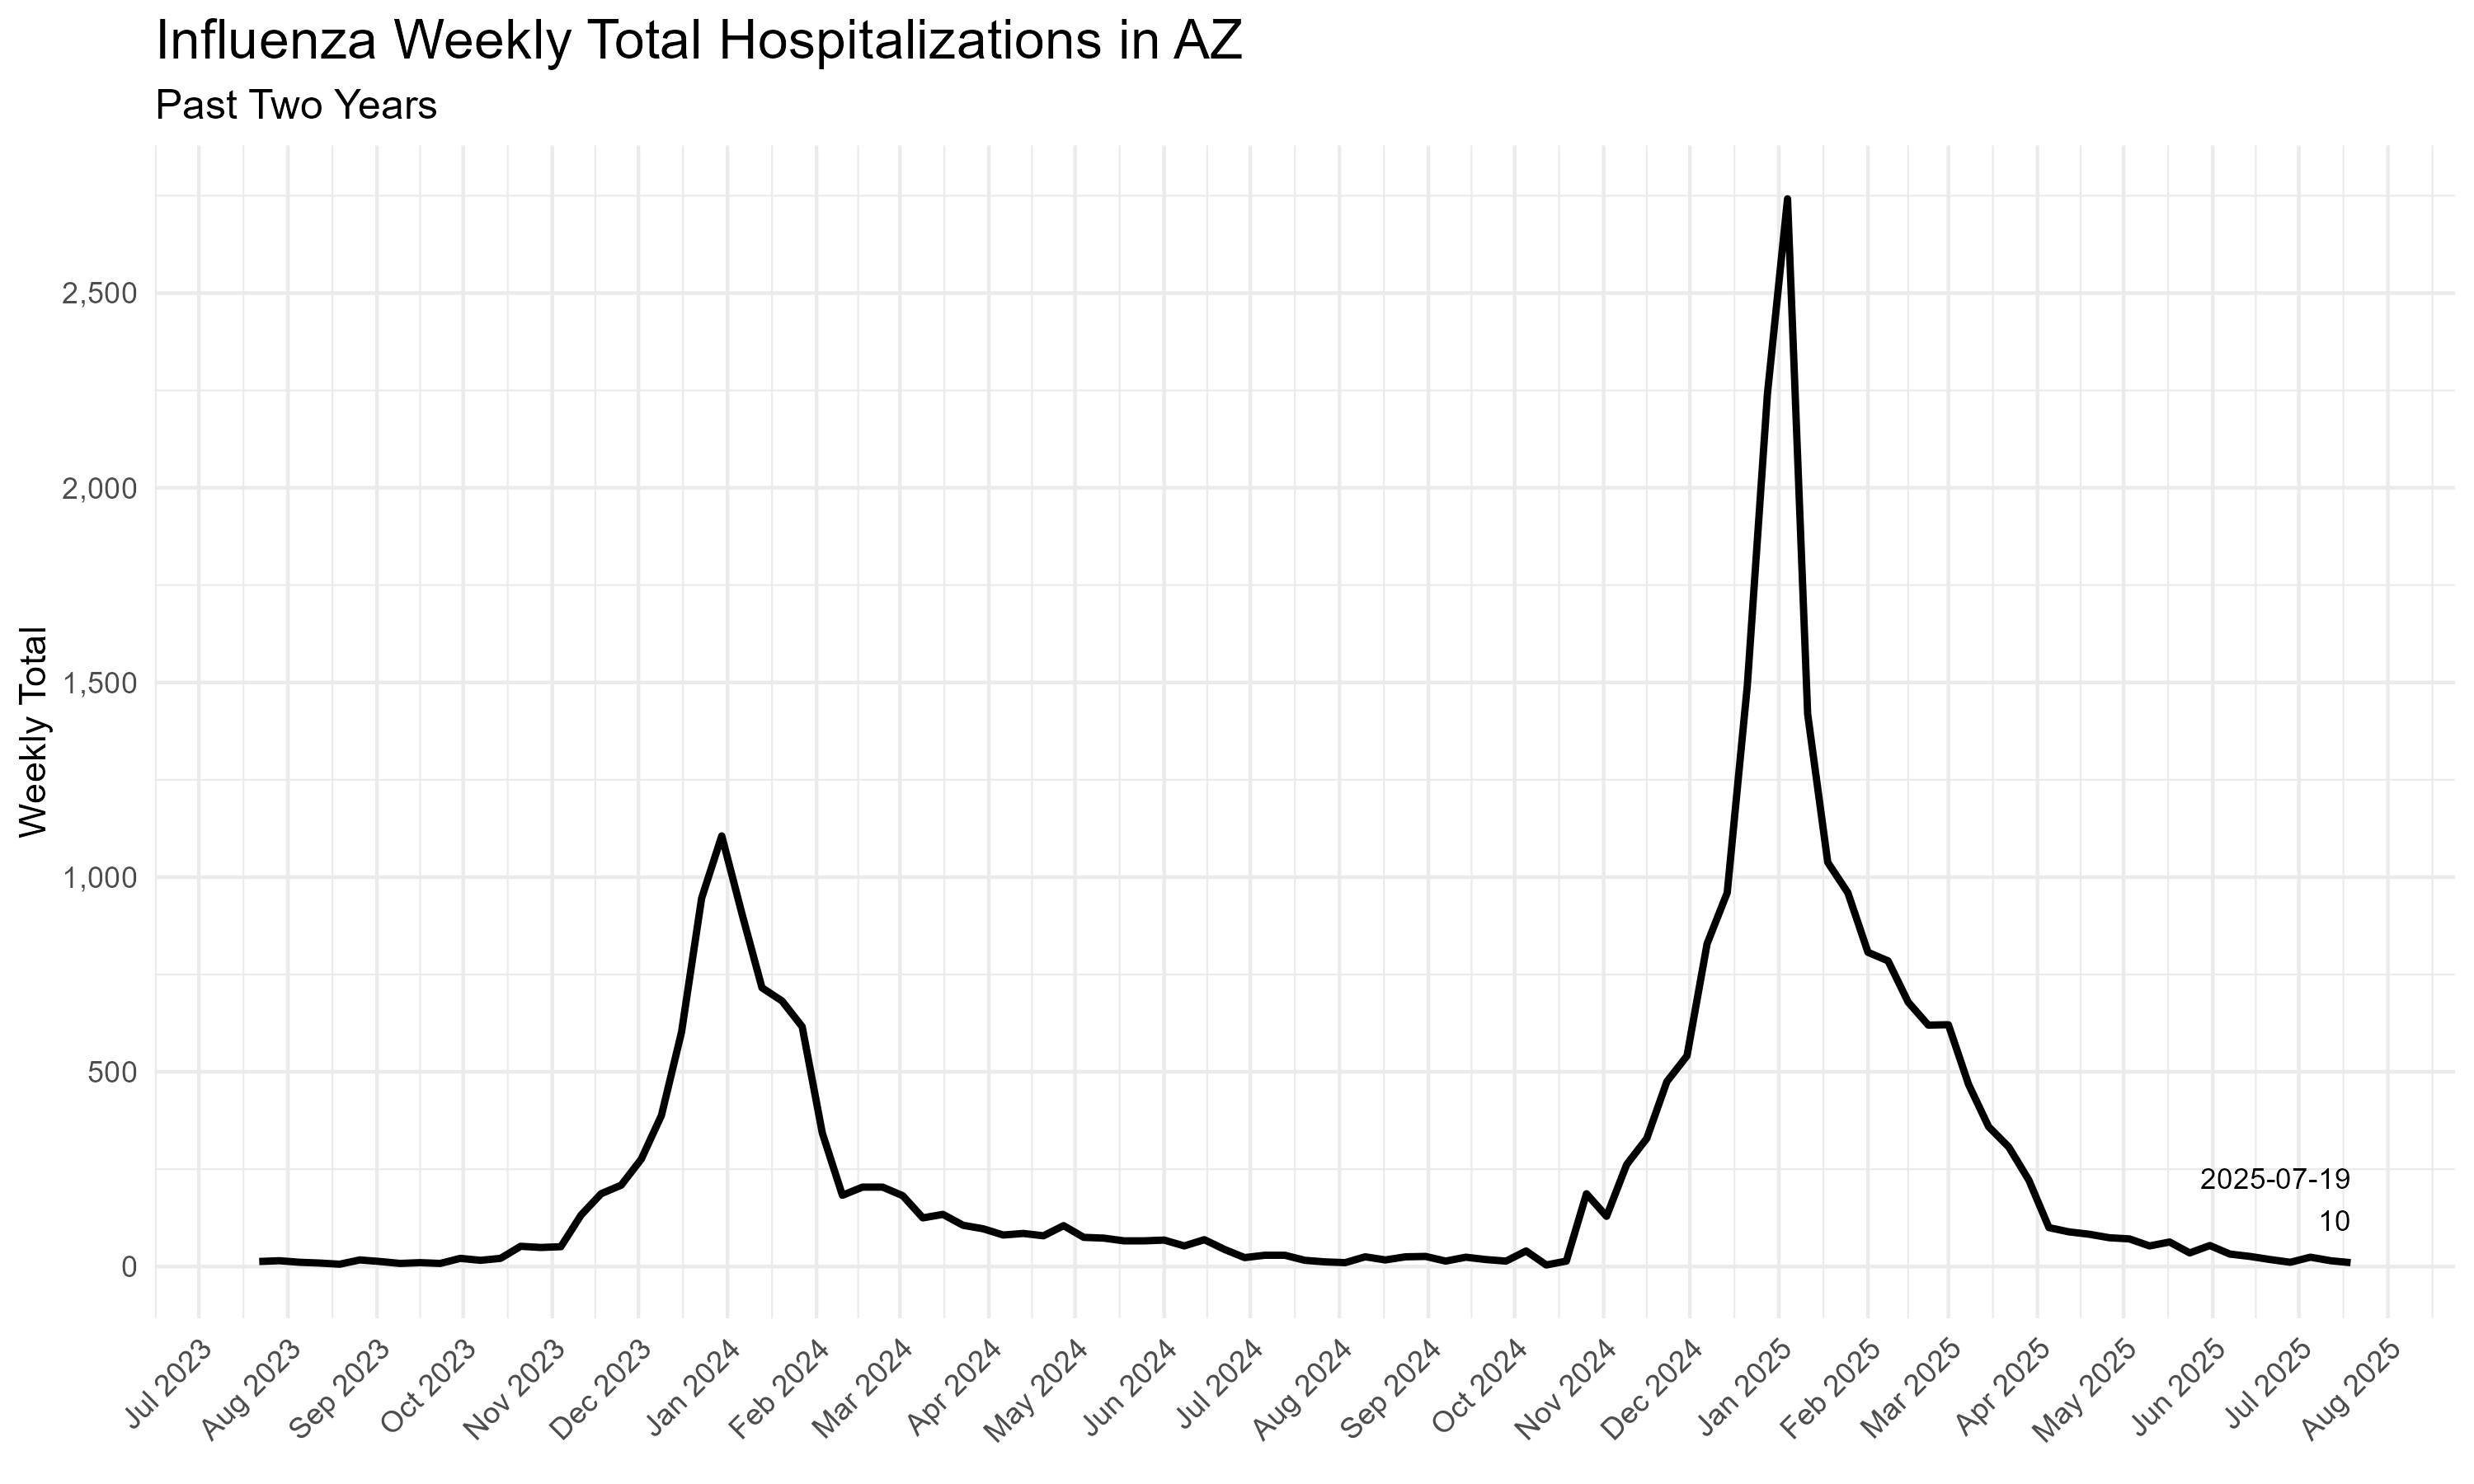 Influenza Weekly Total Hospitalizations in AZ
Past Two Years
Weekly Total
2,500
2,000
1,500
1,000
500
0
2025-07-19
10
Jul 2023
Aug 2023
Sep 2023
Oct 2023
Nov 2023
Dec 2023
Jan 2024
Feb 2024
Mar 2024
Apr 2024
May 2024
Jun 2024
Jul 2024
Aug 2024
Sep 2024
Oct 2024
Nov 2024
Dec 2024
Jan 2025
Feb 2025
Mar 2025
Apr 2025
May 2025
Jun 2025
Jul 2025
Aug 2025